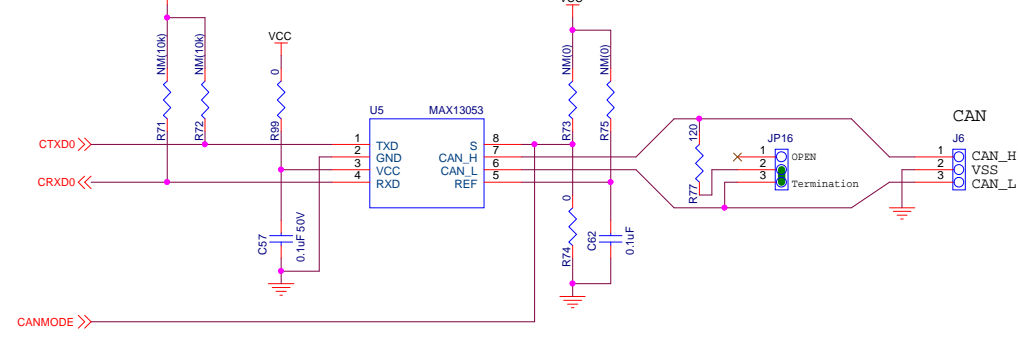 VCC
NM(10k)
NM(10k)
R71
R72
VCC
0
R99
NM(0)
NM(0)
R73
R75
U5
MAX13053
CTXD0
CRXD0
1
2
3
4
TXD
GND
VCC
RXD
S
CAN_H
CAN_L
REF
8
7
6
5
120
R77
JP16
1
2
3
OPEN
Termination
CAN
J6
1
2
3
CAN_H
VSS
CAN_L
C57
0.1uF 50V
0
R74
C62
0.1uF
CANMODE